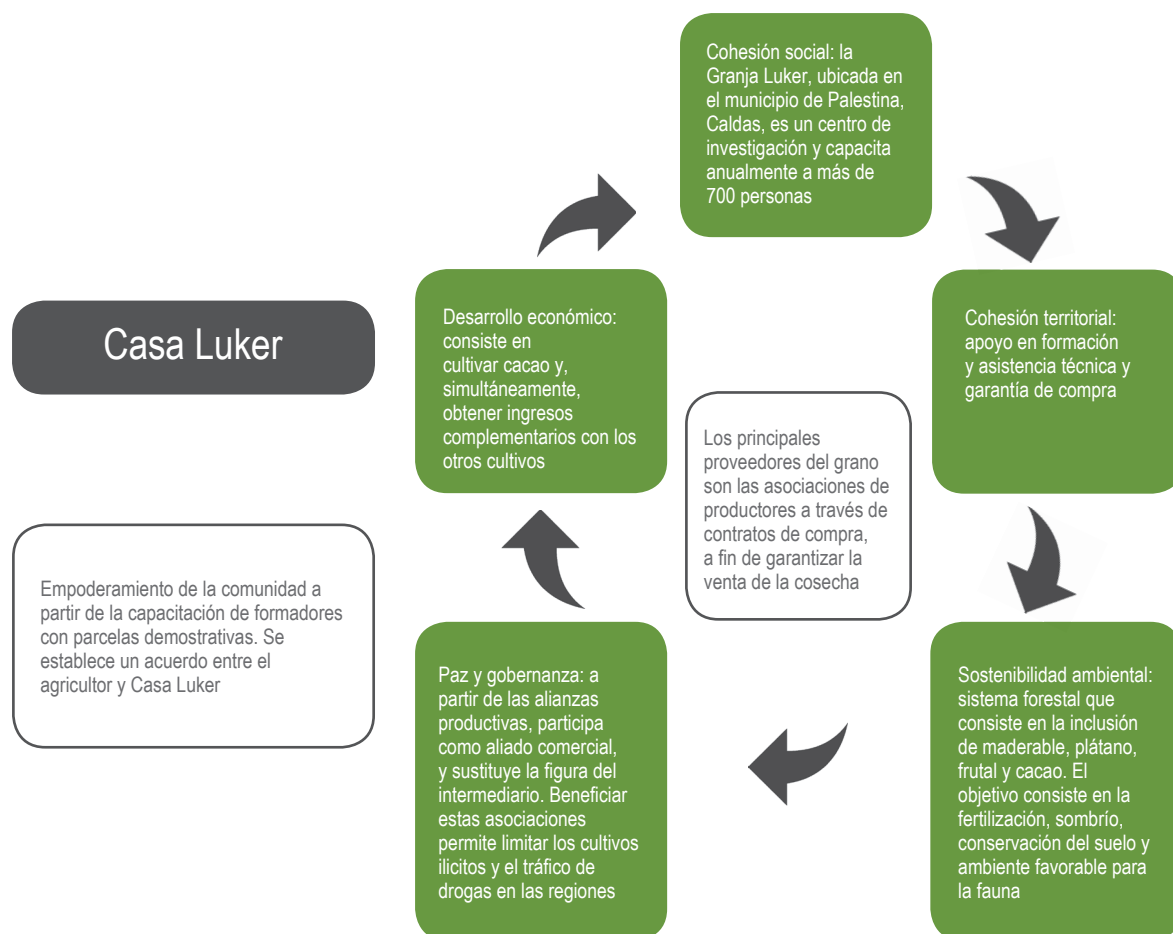 Casa Luker
Empoderamiento de la comunidad a
partir de la capacitación de formadores
con parcelas demostrativas. Se
establece un acuerdo entre el
agricultor y Casa Luker
Cohesión social: la
Granja Luker, ubicada en
el municipio de Palestina,
Caldas, es un centro de
investigación y capacita
anualmente a más de
700 personas
Cohesión territorial:
apoyo en formación
y asistencia técnica y
garantía de compra
Sostenibilidad ambiental:
sistema forestal que
consiste en la inclusión
de maderable, plátano,
frutal y cacao. El
objetivo consiste en la
fertilización, sombrío,
conservación del suelo y
ambiente favorable para
la fauna
Paz y gobernanza: a
partir de las alianzas
productivas, participa
como aliado comercial,
y sustituye la figura del
intermediario. Beneficiar
estas asociaciones
permite limitar los cultivos
ilicitos y el tráfico de
drogas en las regiones
Desarrollo económico:
consiste en
cultivar cacao y,
simultáneamente,
obtener ingresos
complementarios con los
otros cultivos
Los principales
proveedores del grano
son las asociaciones de
productores a través de
contratos de compra,
a fin de garantizar la
venta de la cosecha